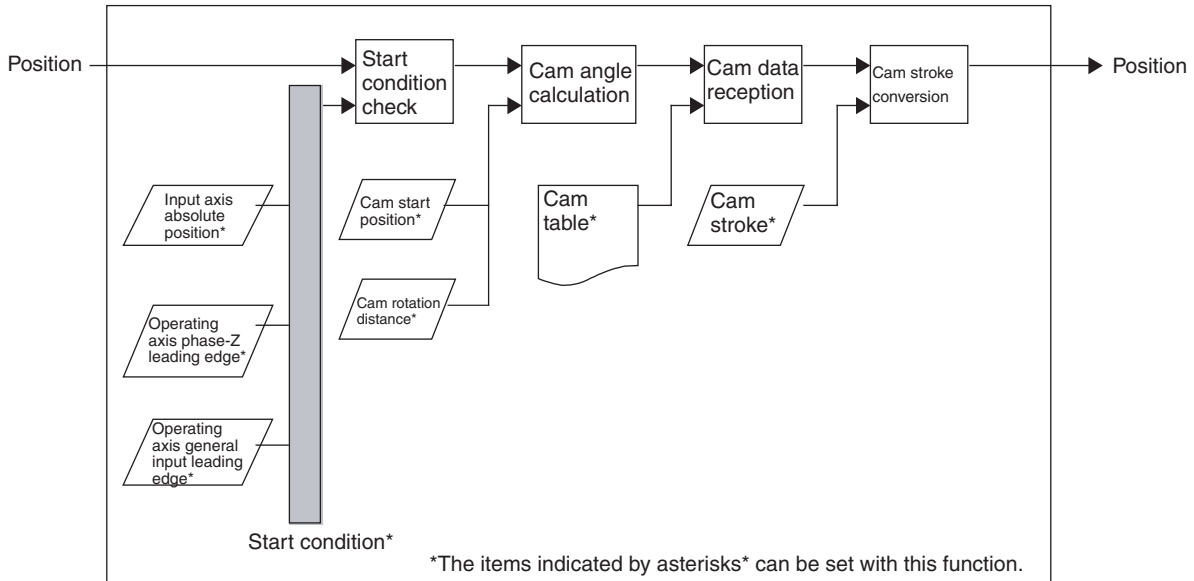 Position
Start
condition
check
Cam angle
calculation
Cam data
reception
Cam stroke
conversion
Position
Input axis
absolute
position*
Cam start
position*
Cam
table*
Cam
stroke*
Operating
axis phase-Z
leading edge*
Cam rotation
distance*
Operating
axis general
input leading
edge*
Start condition*
*The items indicated by asterisks* can be set with this function.